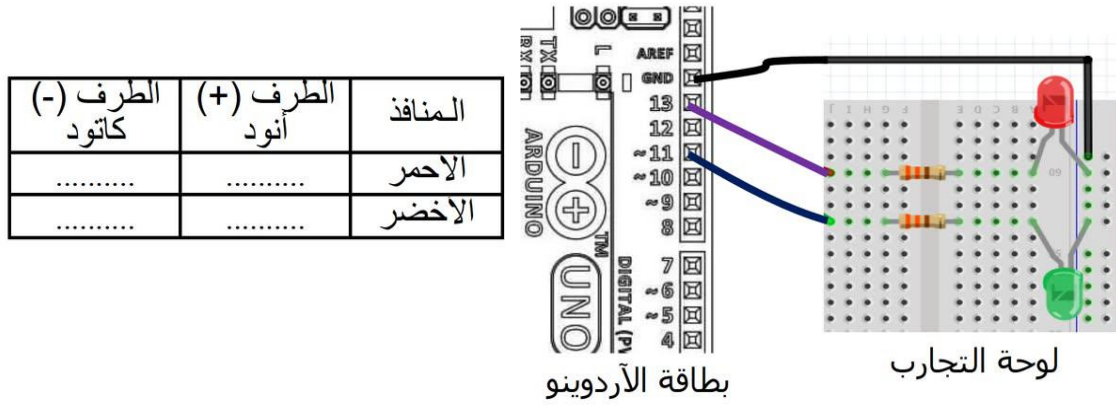 المنافذ الطرف (+) أنود الطرف (-) كاتود
الاحمر .......... ..........
الاخضر .......... ..........
AREF
GND
13
12
~11
~10
~9
8
7
~6
~5
4
L
TX
RX
ARDUINO
TM
UNO
DIGITAL (P
J I H G F E D C B A
60
بطاقة الآردوينو
لوحة التجارب